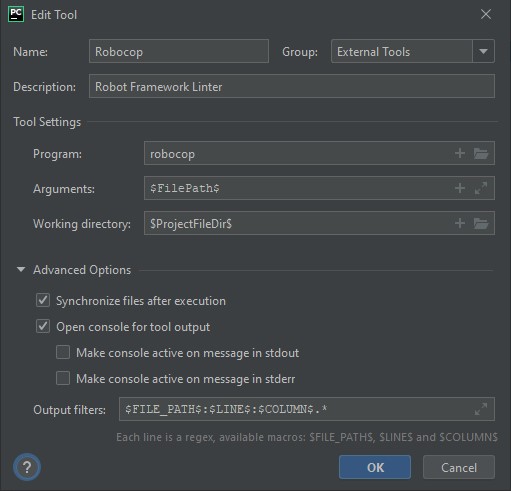 PC Edit Tool
Name: Robocop Group: External Tools
Description: Robot Framework Linter
Tool Settings
Program: robocop
Arguments: $FilePath$
Working directory: $ProjectFileDir$
Advanced Options
Synchronize files after execution
Open console for tool output
Make console active on message in stdout
Make console active on message in stderr
Output filters: $FILE_PATH$:$LINE$:$COLUMN$.*
Each line is a regex, available macros: $FILE_PATH$, $LINE$ and $COLUMN$
? OK Cancel